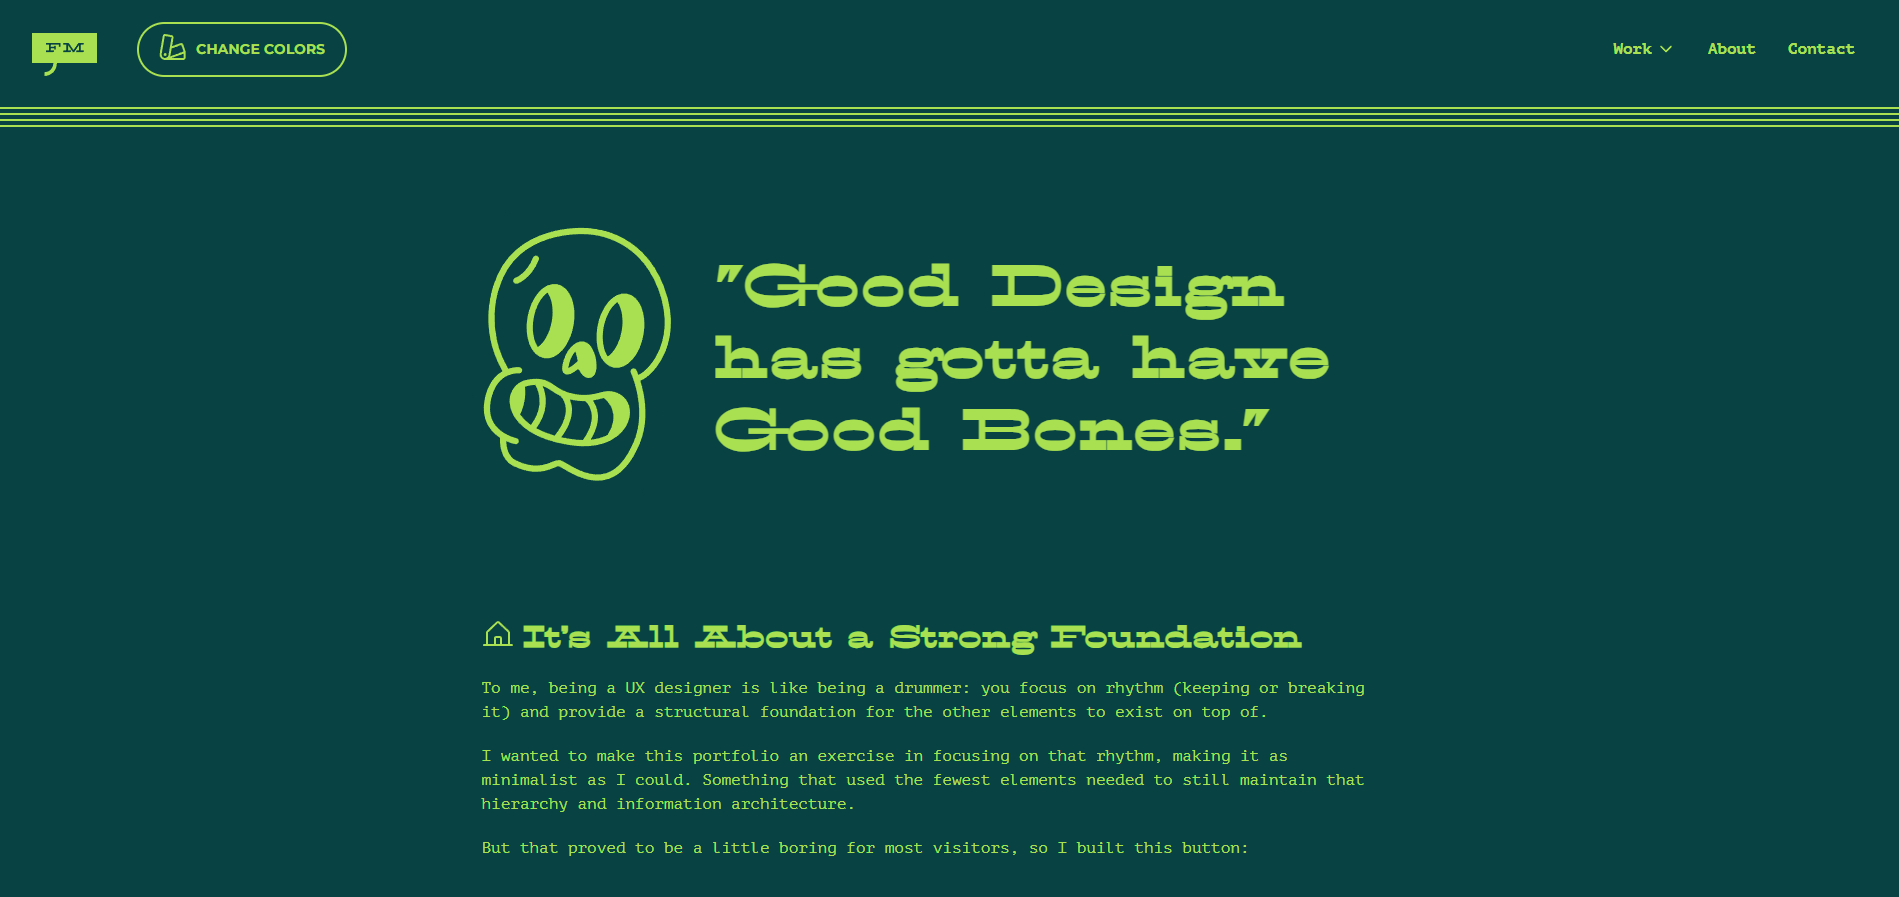 FM
CHANGE COLORS
Work
About
Contact
"Good Design
has gotta have
Good Bones."
It's All About a Strong Foundation
To me, being a UX designer is like being a drummer: you focus on rhythm (keeping or breaking
it) and provide a structural foundation for the other elements to exist on top of.
I wanted to make this portfolio an exercise in focusing on that rhythm, making it as
minimalist as I could. Something that used the fewest elements needed to still maintain that
hierarchy and information architecture.
But that proved to be a little boring for most visitors, so I built this button: